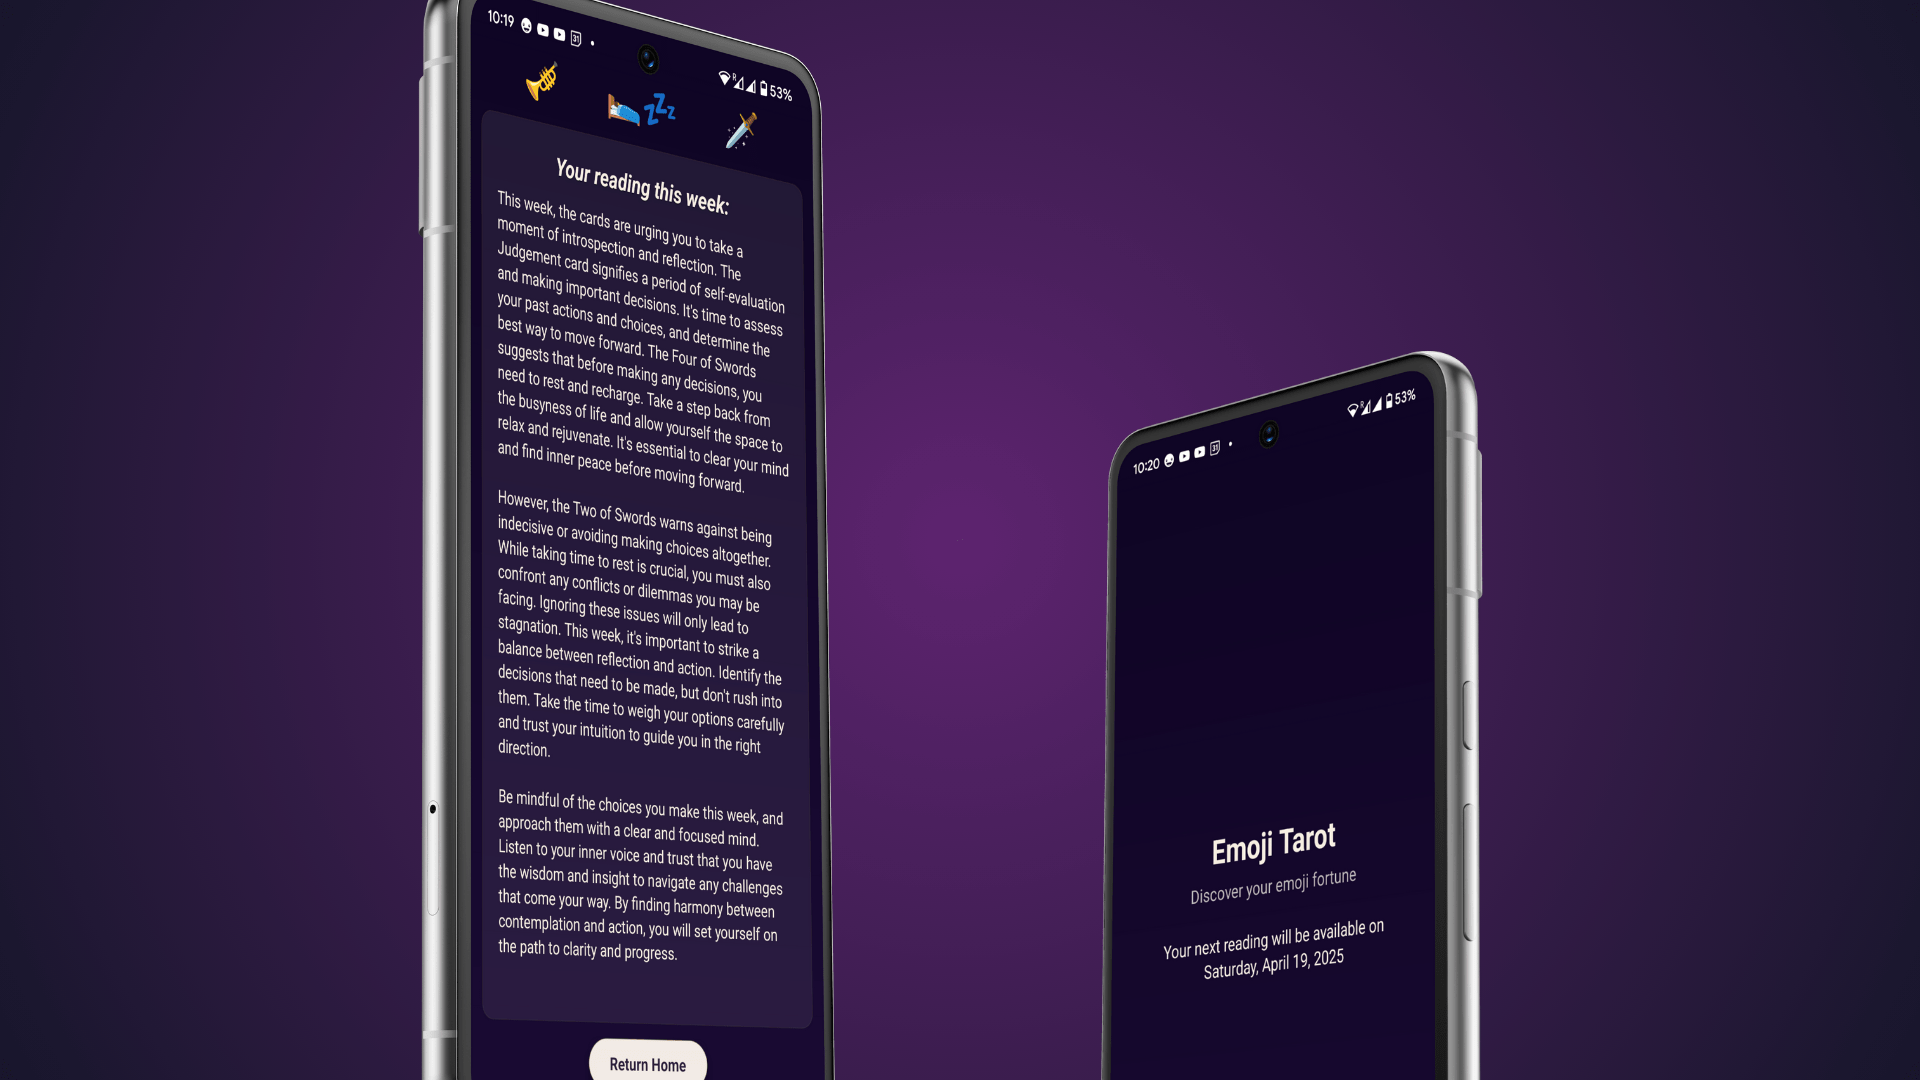 10:19
53%
Your reading this week:
This week, the cards are urging you to take a
moment of introspection and reflection. The
Judgement card signifies a period of self-evaluation
and making important decisions. It's time to assess
your past actions and choices, and determine the
best way to move forward. The Four of Swords
suggests that before making any decisions, you
need to rest and recharge. Take a step back from
the busyness of life and allow yourself the space to
relax and rejuvenate. It's essential to clear your mind
and find inner peace before moving forward.
However, the Two of Swords warns against being
indecisive or avoiding making choices altogether.
While taking time to rest is crucial, you must also
confront any conflicts or dilemmas you may be
facing. Ignoring these issues will only lead to
stagnation. This week, it's important to strike a
balance between reflection and action. Identify the
decisions that need to be made, but don't rush into
them. Take the time to weigh your options carefully
and trust your intuition to guide you in the right
direction.
Be mindful of the choices you make this week, and
approach them with a clear and focused mind.
Listen to your inner voice and trust that you have
the wisdom and insight to navigate any challenges
that come your way. By finding harmony between
contemplation and action, you will set yourself on
the path to clarity and progress.
Return Home
10:20
53%
Emoji Tarot
Discover your emoji fortune
Your next reading will be available on
Saturday, April 19, 2025